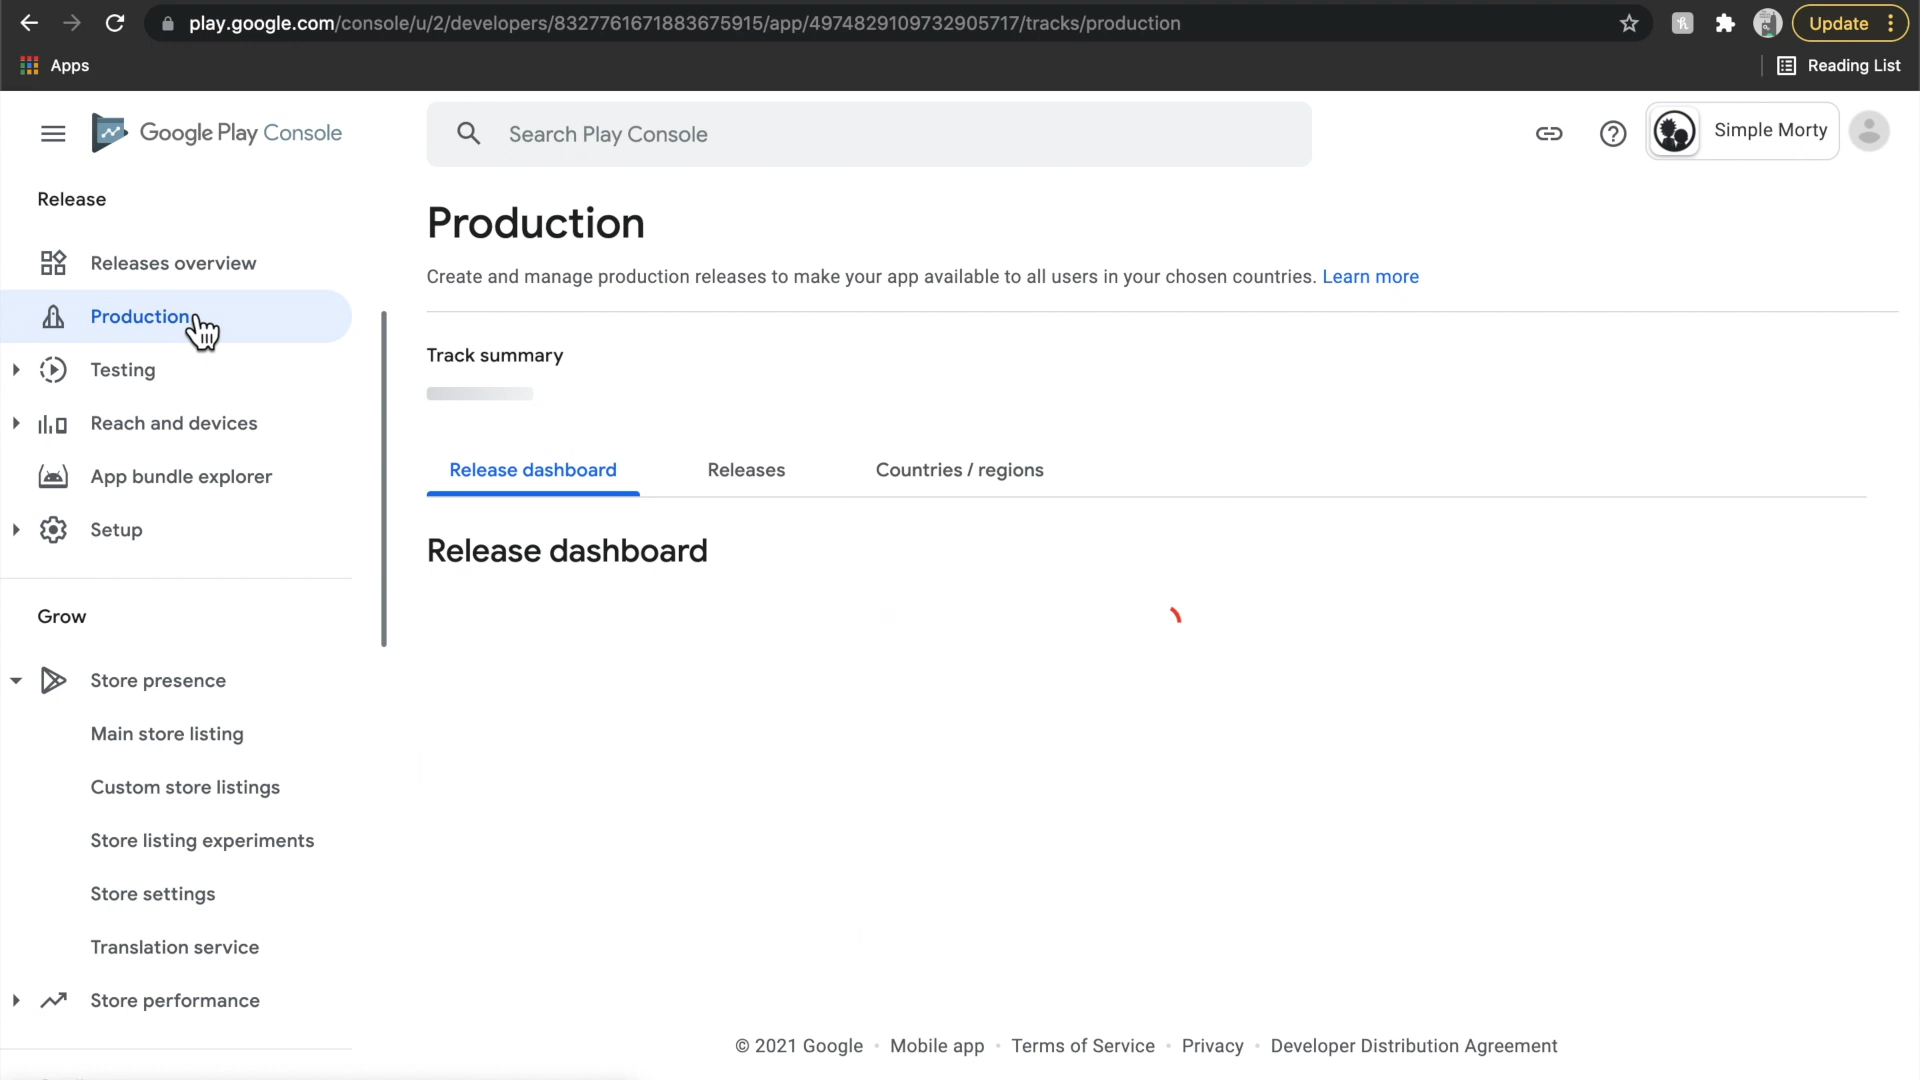 play.google.com/console/u/2/developers/8327761671883675915/app/4974829109732905717/tracks/production
Update
Apps
Reading List
Google Play Console
Search Play Console
Simple Morty
Release
Releases overview
Production
Testing
Reach and devices
App bundle explorer
Setup
Grow
Store presence
Main store listing
Custom store listings
Store listing experiments
Store settings
Translation service
Store performance
Production
Create and manage production releases to make your app available to all users in your chosen countries. Learn more
Track summary
Release dashboard
Releases
Countries / regions
Release dashboard
© 2021 Google • Mobile app • Terms of Service • Privacy • Developer Distribution Agreement